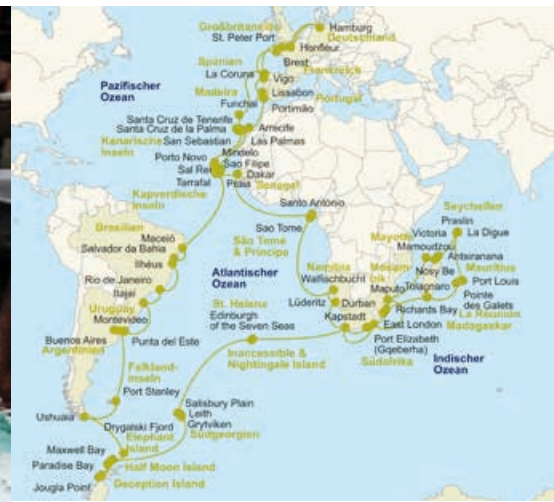 Großbritannien
Hamburg
St. Peter Port
Deutschland
Honfleur
Spanien
Brest
La Coruna
Frankreich
Vigo
Pazifischer
Ozean
Madeira
Lissabon
Portugal
Funchal
Portimão
Santa Cruz de Tenerife
Santa Cruz de la Palma
Arrecife
Kanarische
Inseln
San Sebastian
Las Palmas
Porto Novo
Mindelo
Sao Filipe
Sal Rei
Dakar
Tarrafal
Praia
Senegal
Kapverdische
Inseln
Santo António
Seychellen
Praslin
Brasilien
Maceió
Sao Tome
Mayotte
Victoria
La Digue
Salvador da Bahia
São Tomé
& Príncipe
Mamoudzou
Antsiranana
Ilhéus
Namibia
Mosam-
bik
Nosy Be
Mauritius
Rio de Janeiro
Atlantischer
Ozean
Walfischbucht
Maputo
Tolagnaro
Port Louis
Itajaí
Lüderitz
Durban
Pointe
des Galets
Uruguay
St. Helena
Richards Bay
La Réunion
Montevideo
Edinburgh
of the Seven Seas
Kapstadt
East London
Madagaskar
Buenos Aires
Punta del Este
Port Elizabeth
(Gqeberha)
Argentinien
Inaccessible &
Nightingale Island
Südafrika
Indischer
Ozean
Falkland-
inseln
Port Stanley
Salisbury Plain
Ushuaia
Leith
Drygalski Fjord
Grytviken
Elephant
Island
Südgeorgien
Maxwell Bay
Paradise Bay
Half Moon Island
Jougla Point
Deception Island